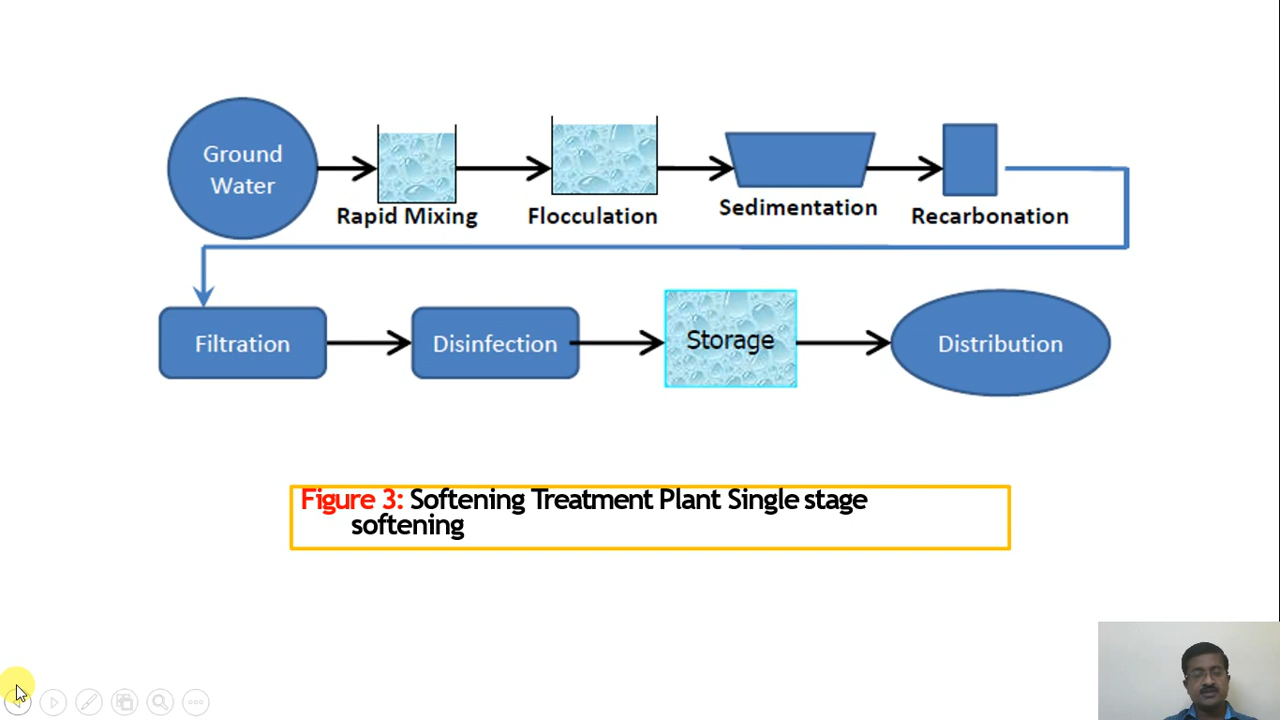 Ground
Water
Rapid Mixing
Flocculation
Sedimentation
Recarbonation
Filtration
Disinfection
Storage
Distribution
Figure 3: Softening Treatment Plant Single stage
softening